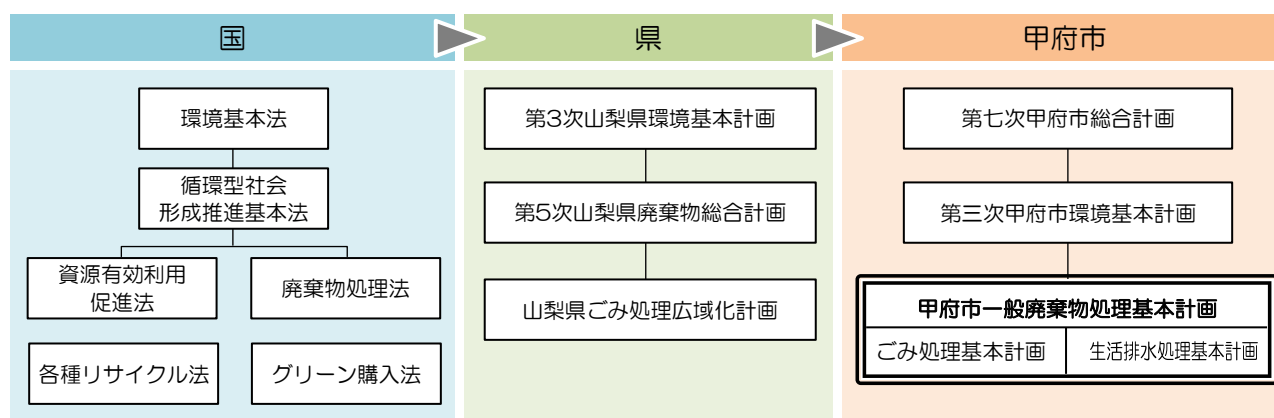 国
県
甲府市
環境基本法
循環型社会
形成推進基本法
資源有効利用
促進法
廃棄物処理法
各種リサイクル法
グリーン購入法
第3次山梨県環境基本計画
第5次山梨県廃棄物総合計画
山梨県ごみ処理広域化計画
第七次甲府市総合計画
第三次甲府市環境基本計画
甲府市一般廃棄物処理基本計画
ごみ処理基本計画
生活排水処理基本計画